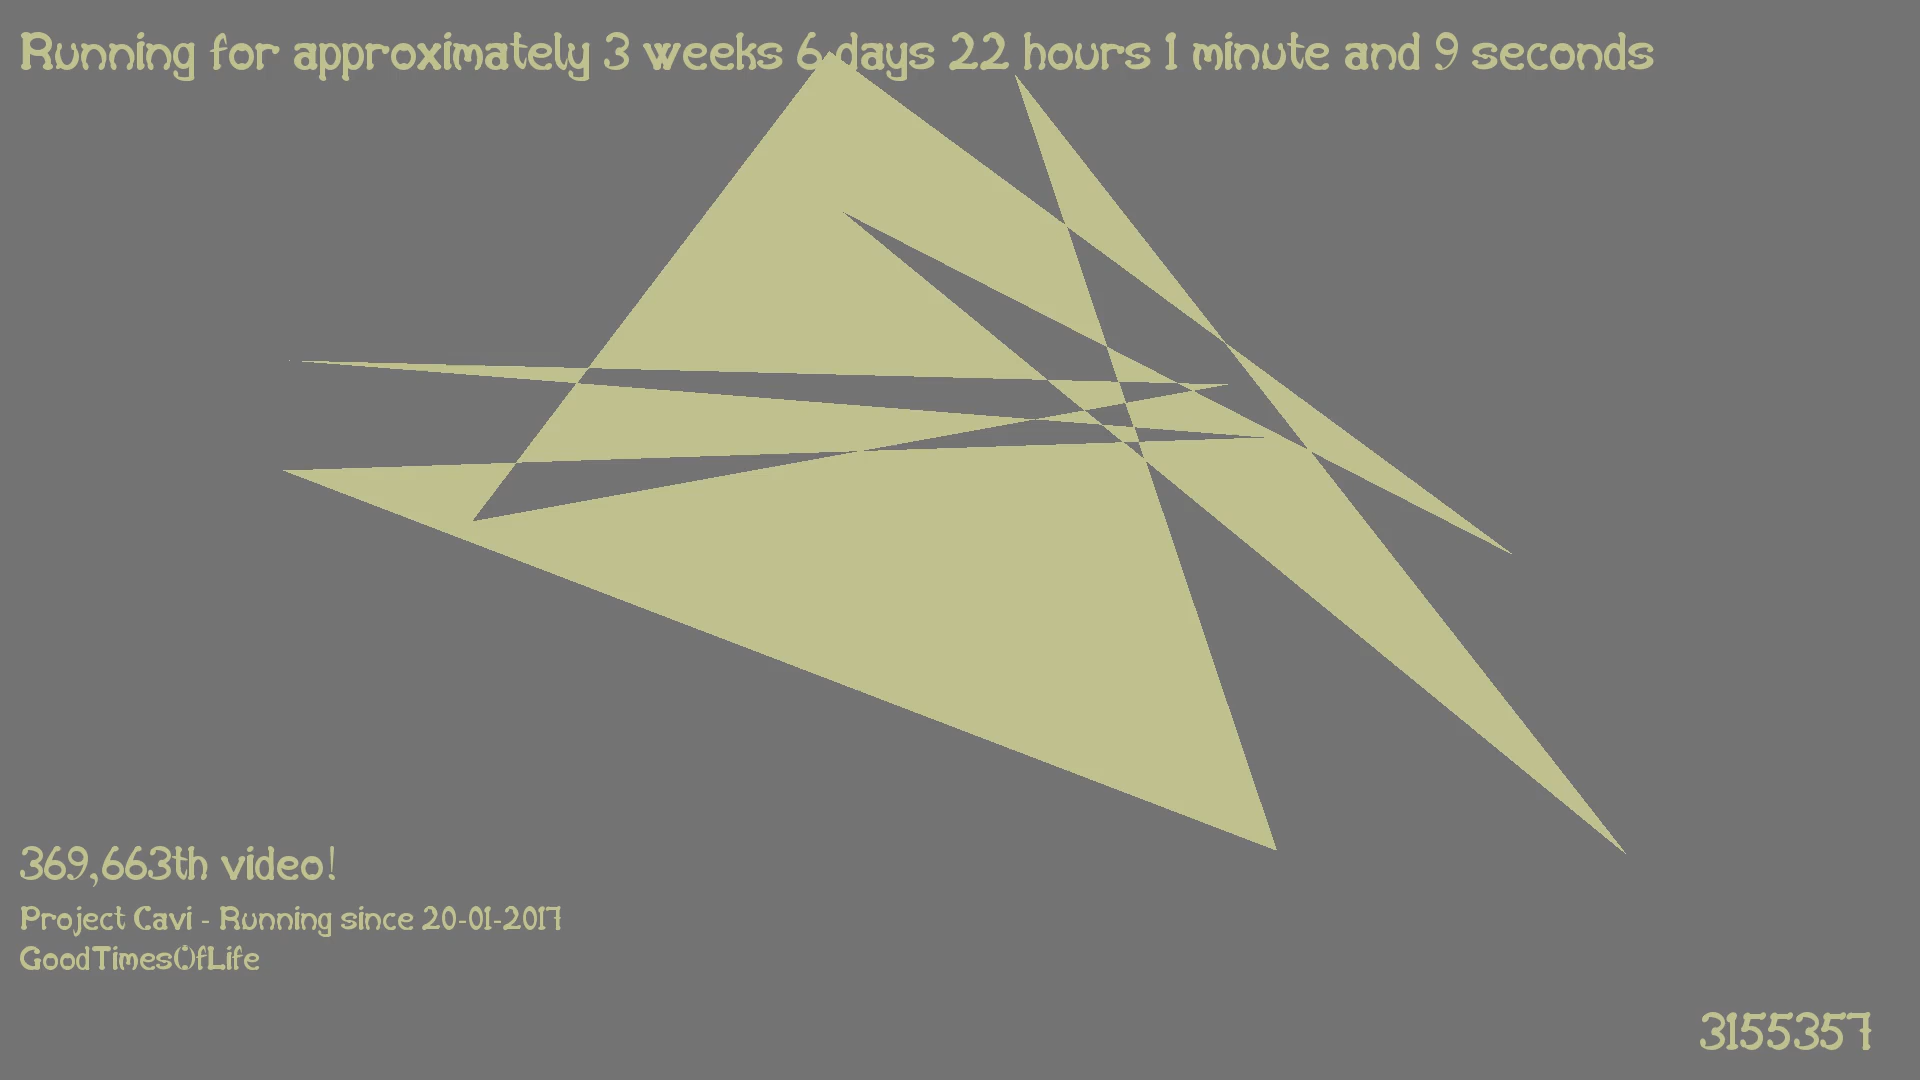 Running for approximately 3 weeks 6 days 22 hours 1 minute and 9 seconds
369,663th video!
Project Cavi - Running since 20-01-2017
GoodTimesOfLife
3155357